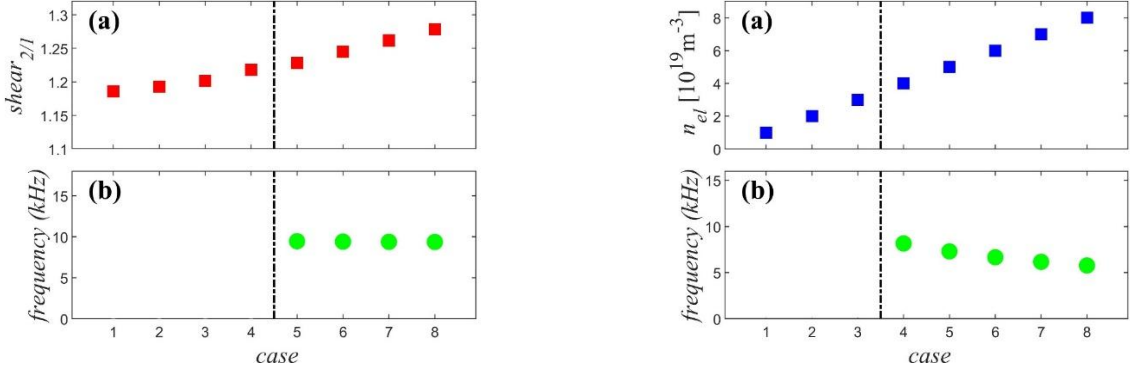 (a)
shear2/1
1.3
1.25
1.2
1.15
1.1
(b)
frequency (kHz)
15
10
5
0
1 2 3 4 5 6 7 8
case
(a)
nel [10^19 m^-3]
8
6
4
2
0
(b)
frequency (kHz)
15
10
5
0
1 2 3 4 5 6 7 8
case